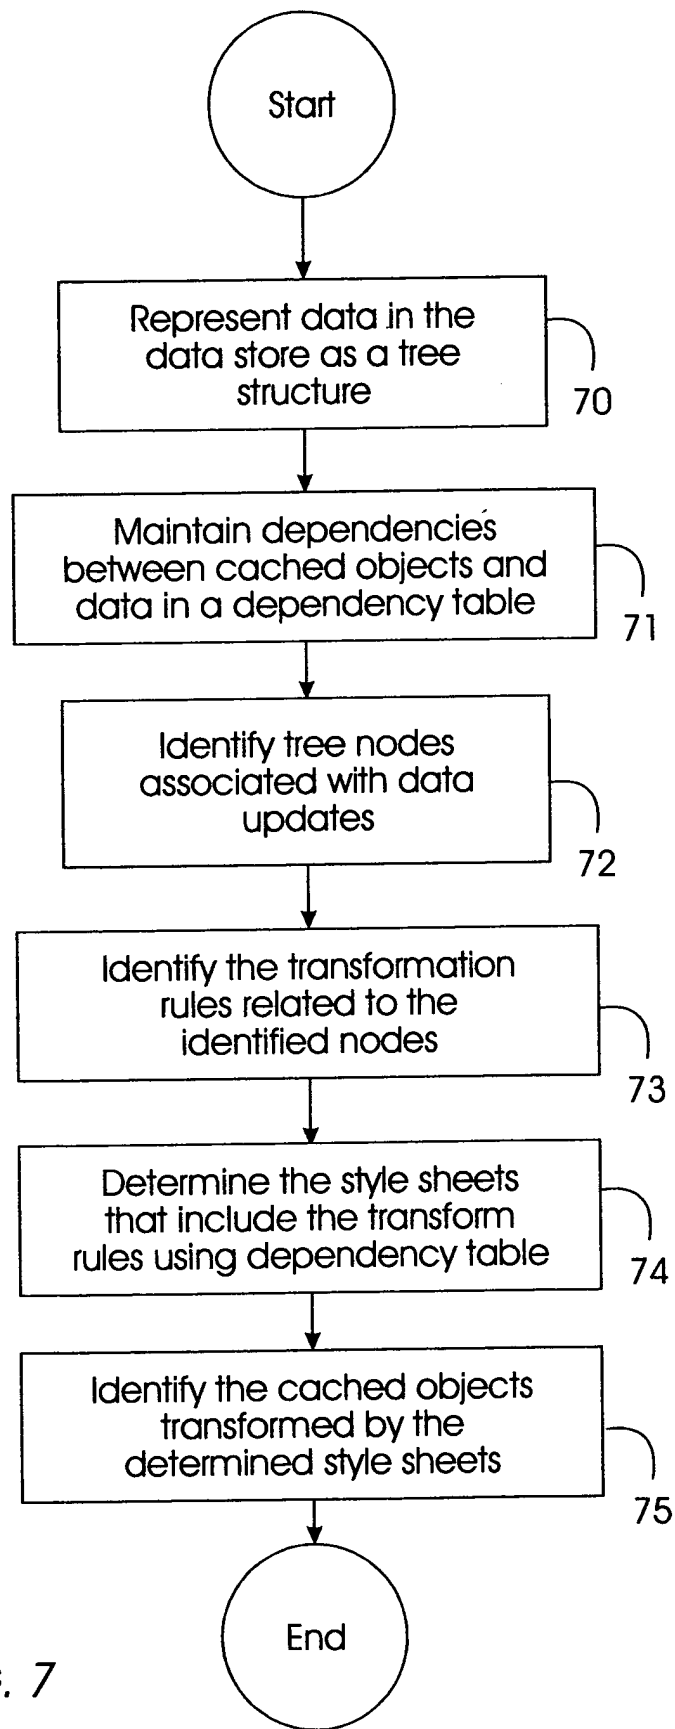 Start
Represent data in the
data store as a tree
structure
70
Maintain dependencies
between cached objects and
data in a dependency table
71
Identify tree nodes
associated with data
updates
72
Identify the transformation
rules related to the
identified nodes
73
Determine the style sheets
that include the transform
rules using dependency table
74
Identify the cached objects
transformed by the
determined style sheets
75
End
. 7